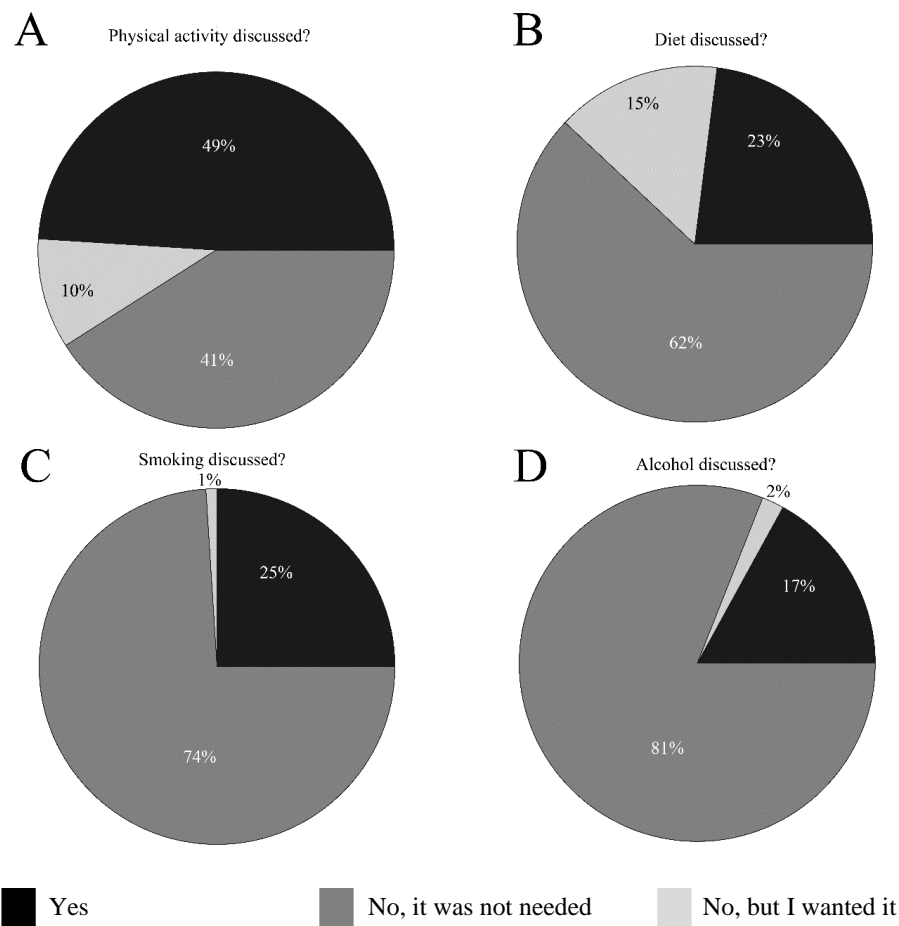 A
Physical activity discussed?
49%
10%
41%
B
Diet discussed?
15%
23%
62%
C
Smoking discussed?
1%
25%
74%
D
Alcohol discussed?
2%
17%
81%
Yes
No, it was not needed
No, but I wanted it